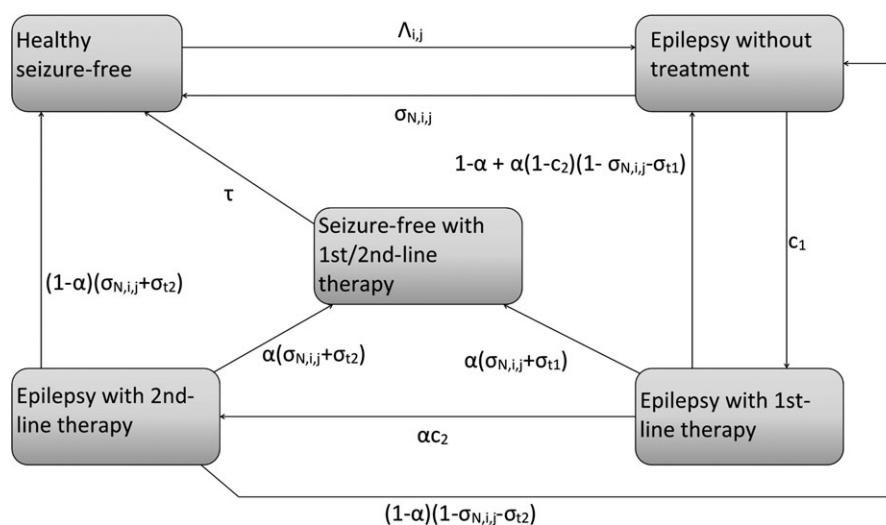 Healthy
seizure-free
Λi,j
Epilepsy without
treatment
σN,i,j
1-α + α(1-c2)(1- σN,i,j-σt1)
τ
Seizure-free with
1st/2nd-line
therapy
c1
(1-α)(σN,i,j+σt2)
α(σN,i,j+σt2)
α(σN,i,j+σt1)
Epilepsy with 2nd-
line therapy
αc2
Epilepsy with 1st-
line therapy
(1-α)(1-σN,i,j-σt2)